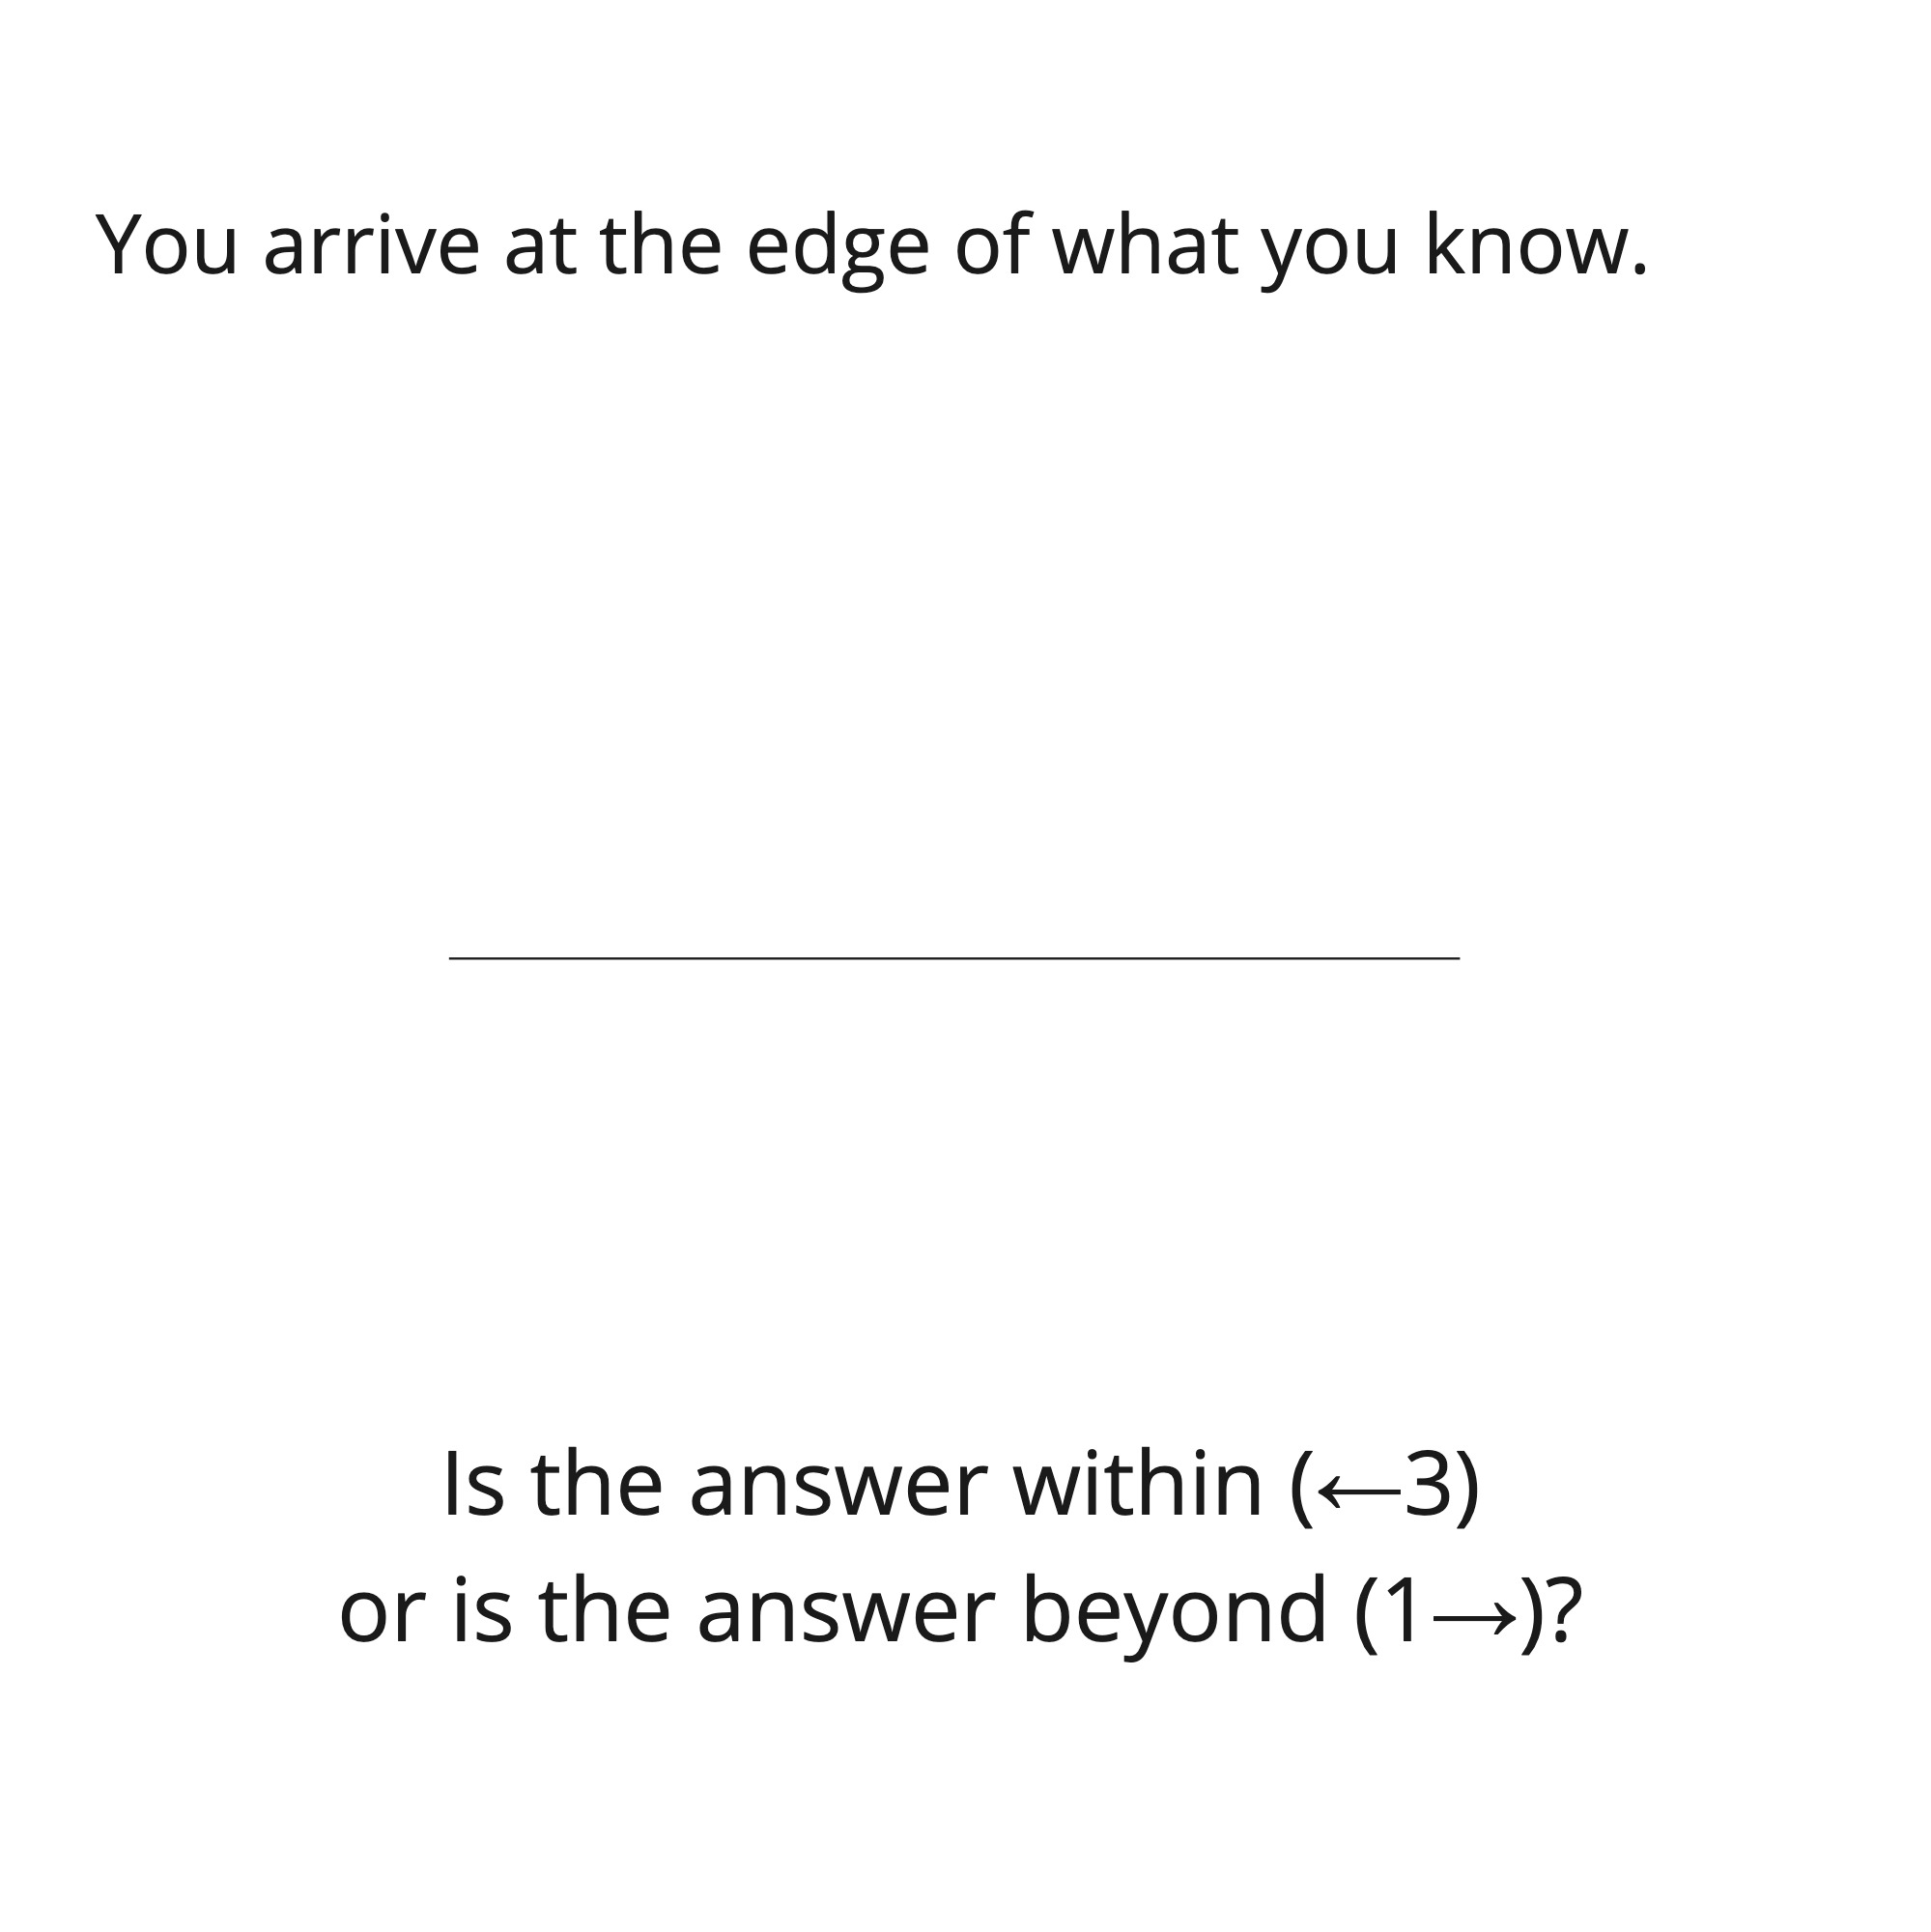 You arrive at the edge of what you know.
Is the answer within (⟵3)
or is the answer beyond (1⟶)?